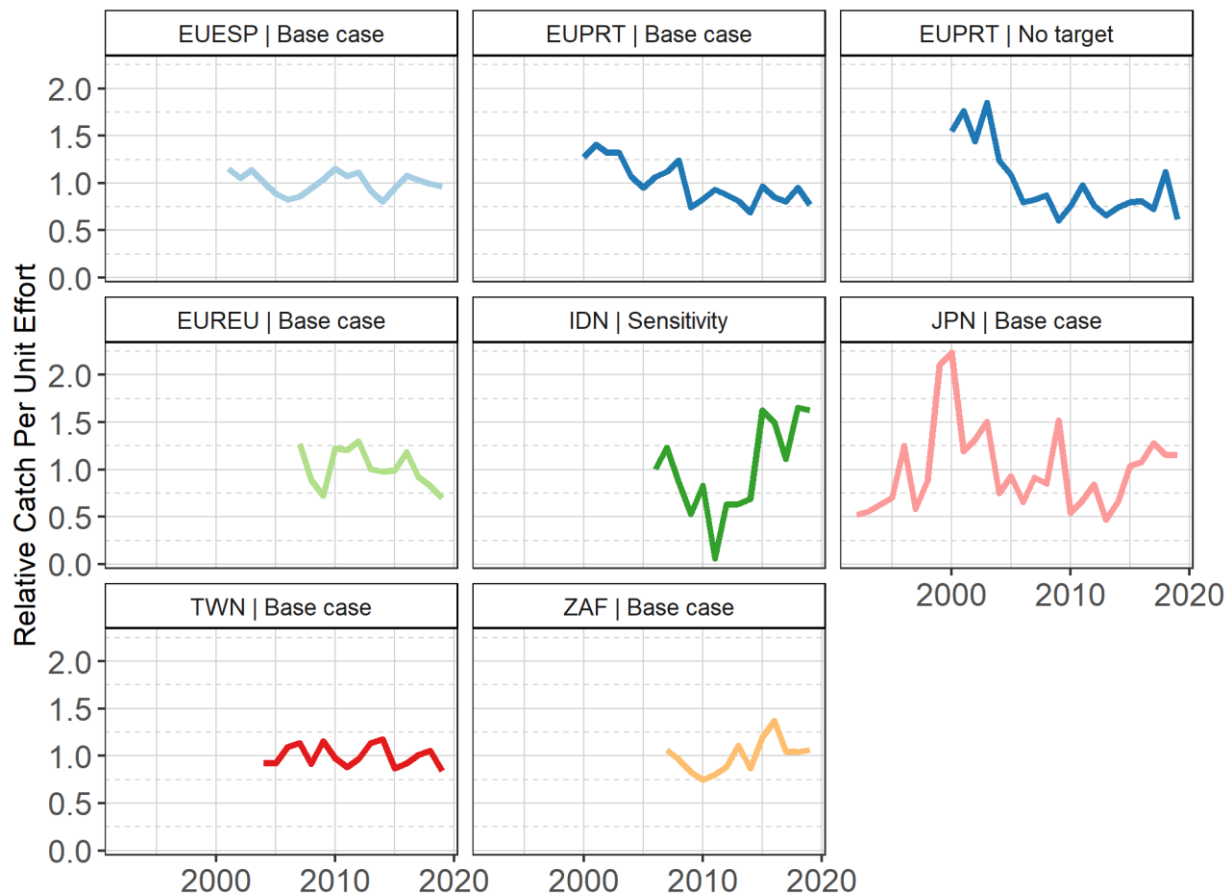 EUESP | Base case
EUPRT | Base case
EUPRT | No target
2.0
1.5
1.0
0.5
0.0
EUREU | Base case
IDN | Sensitivity
JPN | Base case
2.0
1.5
1.0
0.5
0.0
Relative Catch Per Unit Effort
2000 2010 2020
TWN | Base case
ZAF | Base case
2.0
1.5
1.0
0.5
0.0
2000 2010 2020
2000 2010 2020